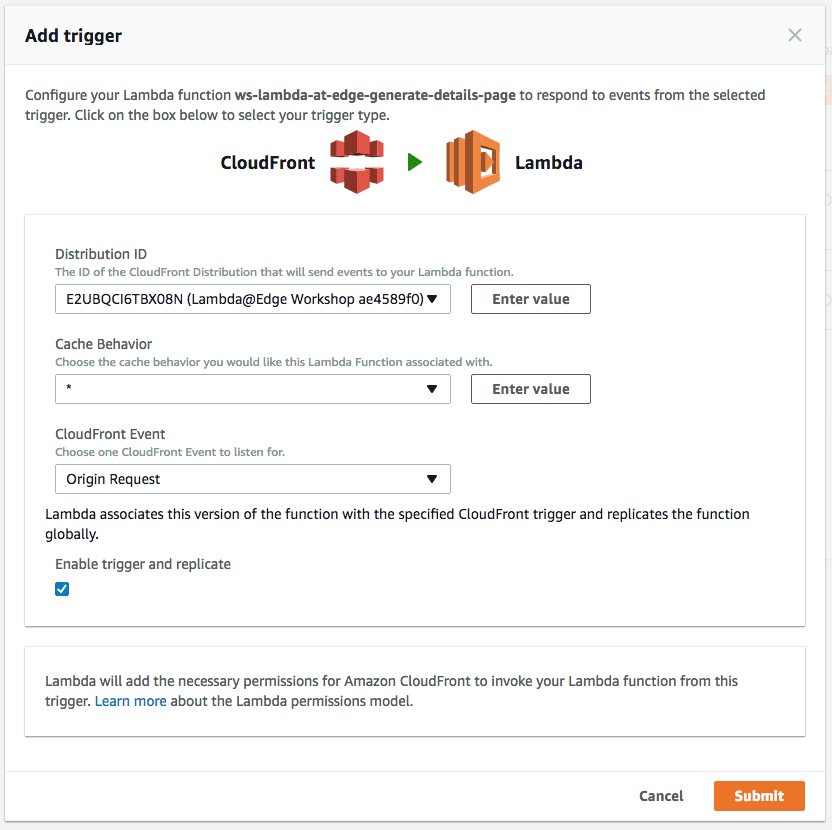 Add trigger
Configure your Lambda function ws-lambda-at-edge-generate-details-page to respond to events from the selected
trigger. Click on the box below to select your trigger type.
CloudFront Lambda
Distribution ID
The ID of the CloudFront Distribution that will send events to your Lambda function.
E2UBQCI6TBX08N (Lambda@Edge Workshop ae4589f0) Enter value
Cache Behavior
Choose the cache behavior you would like this Lambda Function associated with.
* Enter value
CloudFront Event
Choose one CloudFront Event to listen for.
Origin Request
Lambda associates this version of the function with the specified CloudFront trigger and replicates the function
globally.
Enable trigger and replicate
Lambda will add the necessary permissions for Amazon CloudFront to invoke your Lambda function from this
trigger. Learn more about the Lambda permissions model.
Cancel Submit